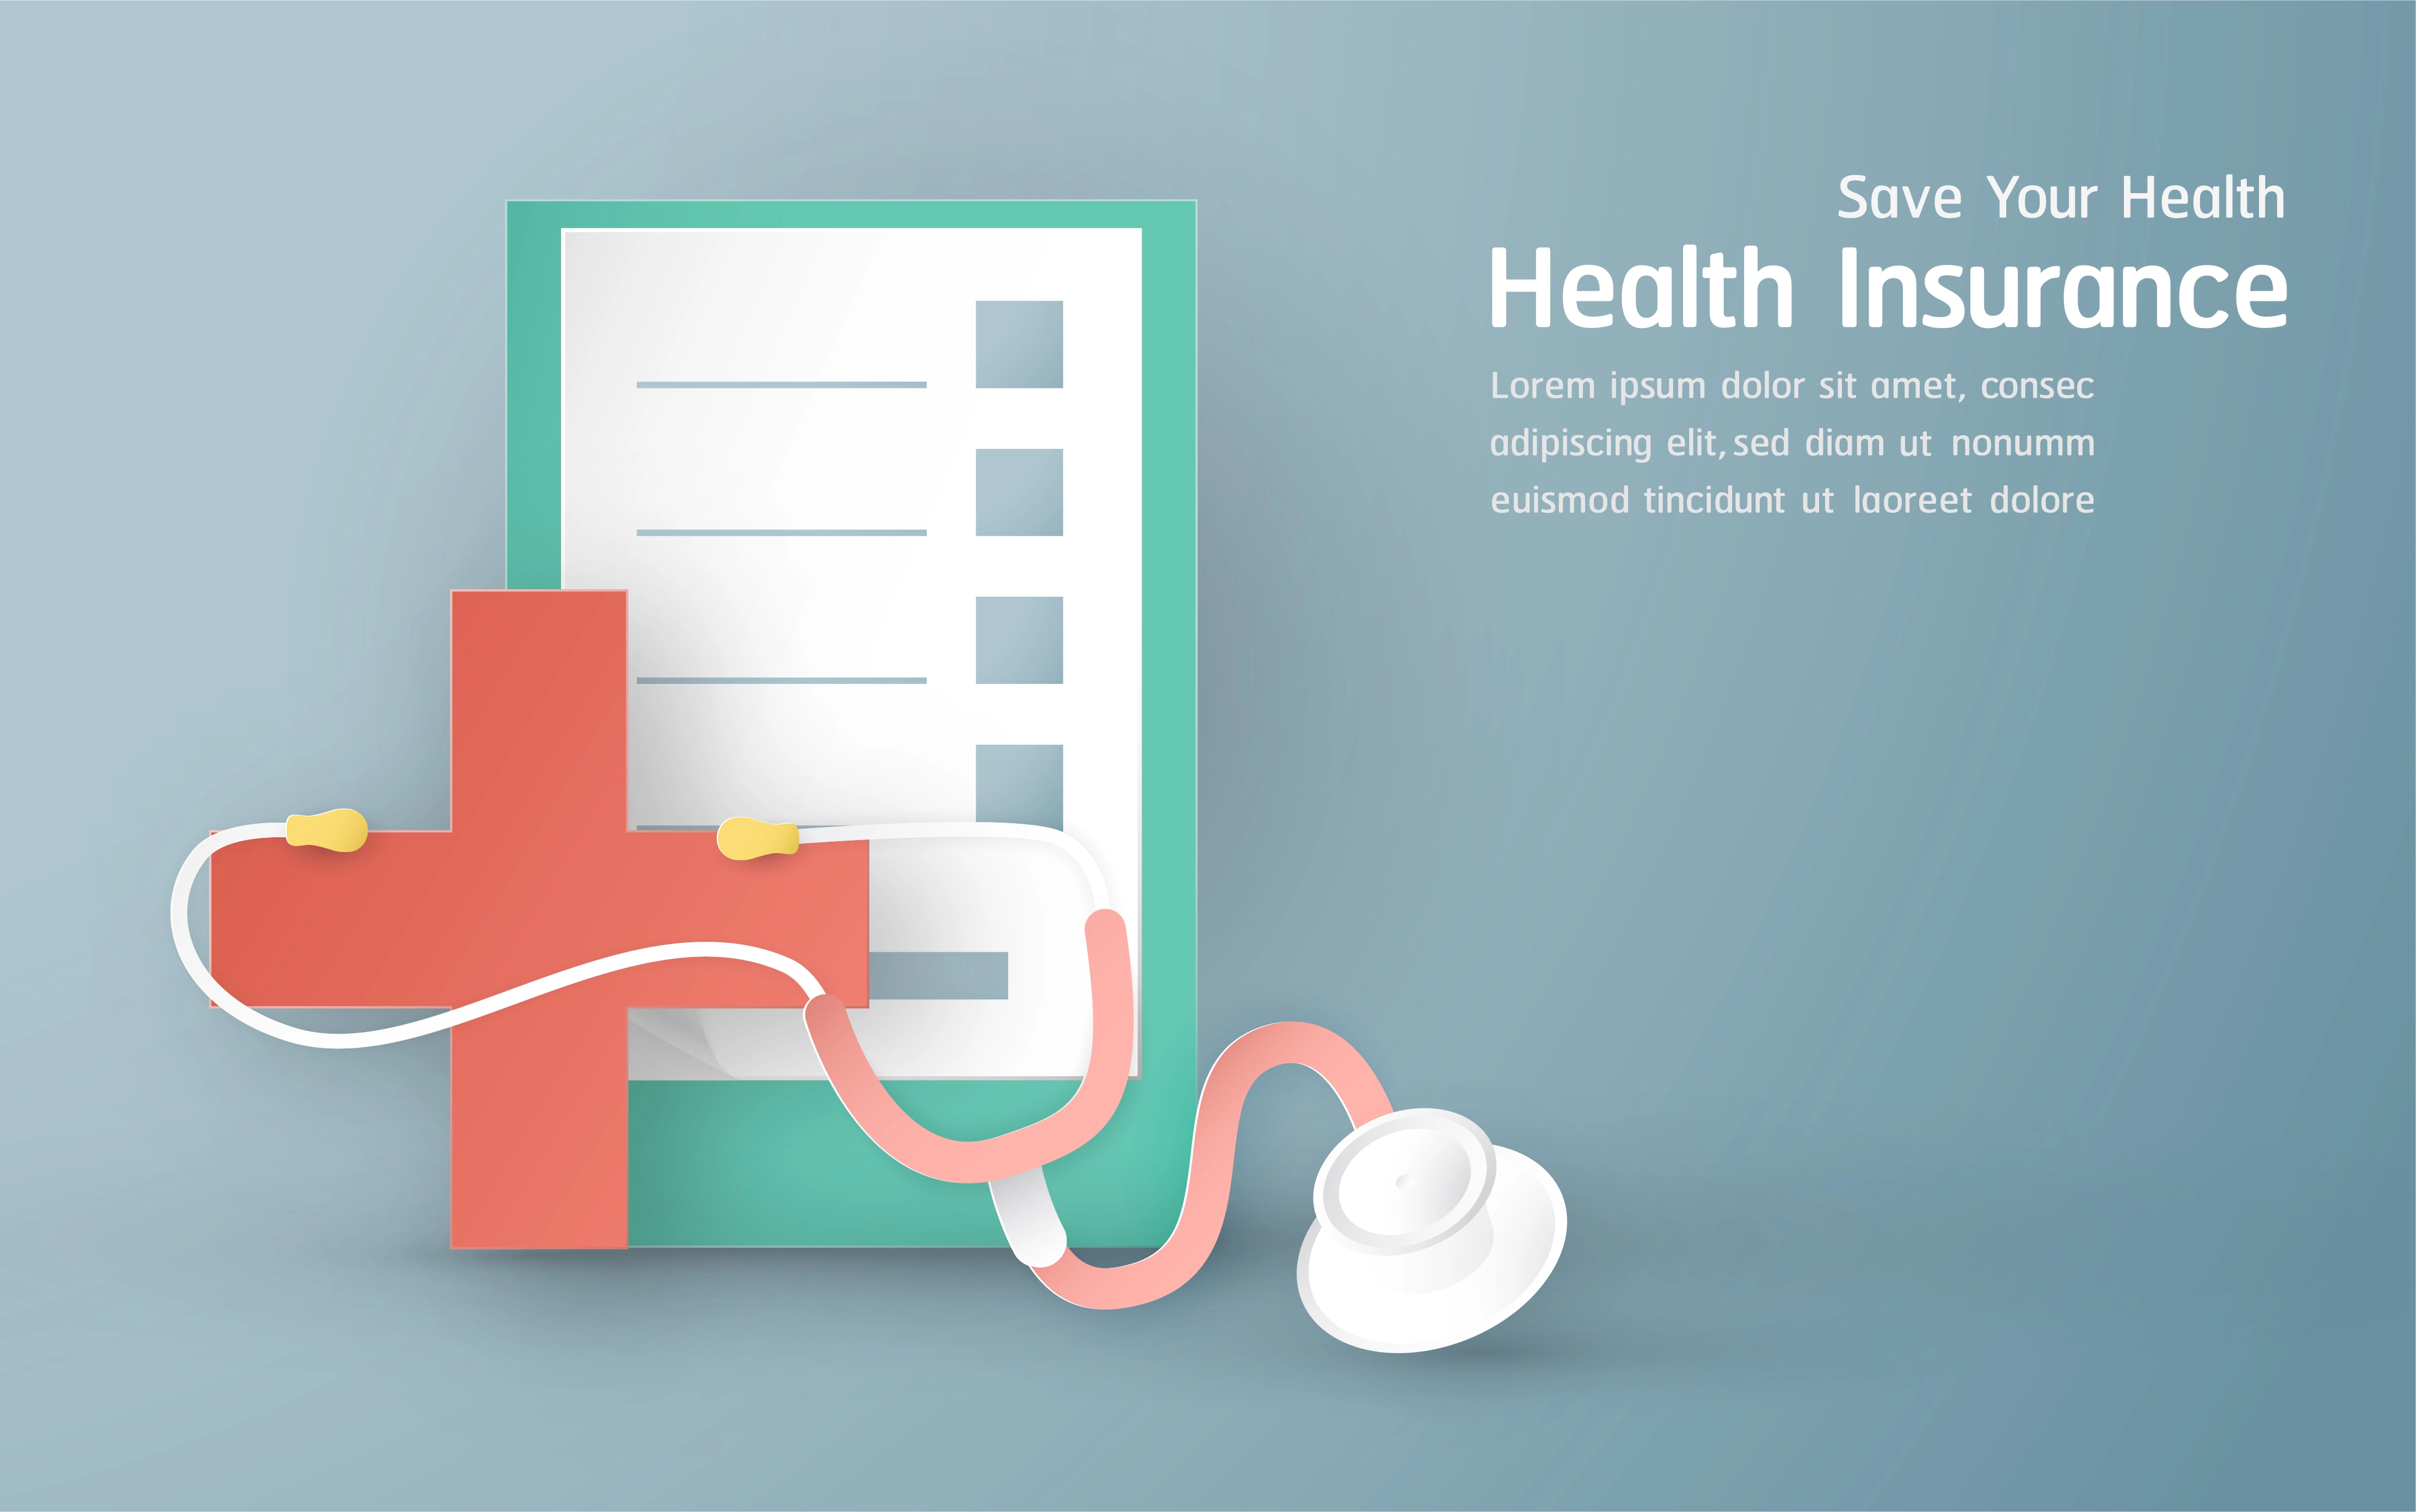 Save Your Health
Health Insurance
Lorem ipsum dolor sit amet, consec
adipiscing elit, sed diam ut nonumm
euismod tincidunt ut laoreet dolore